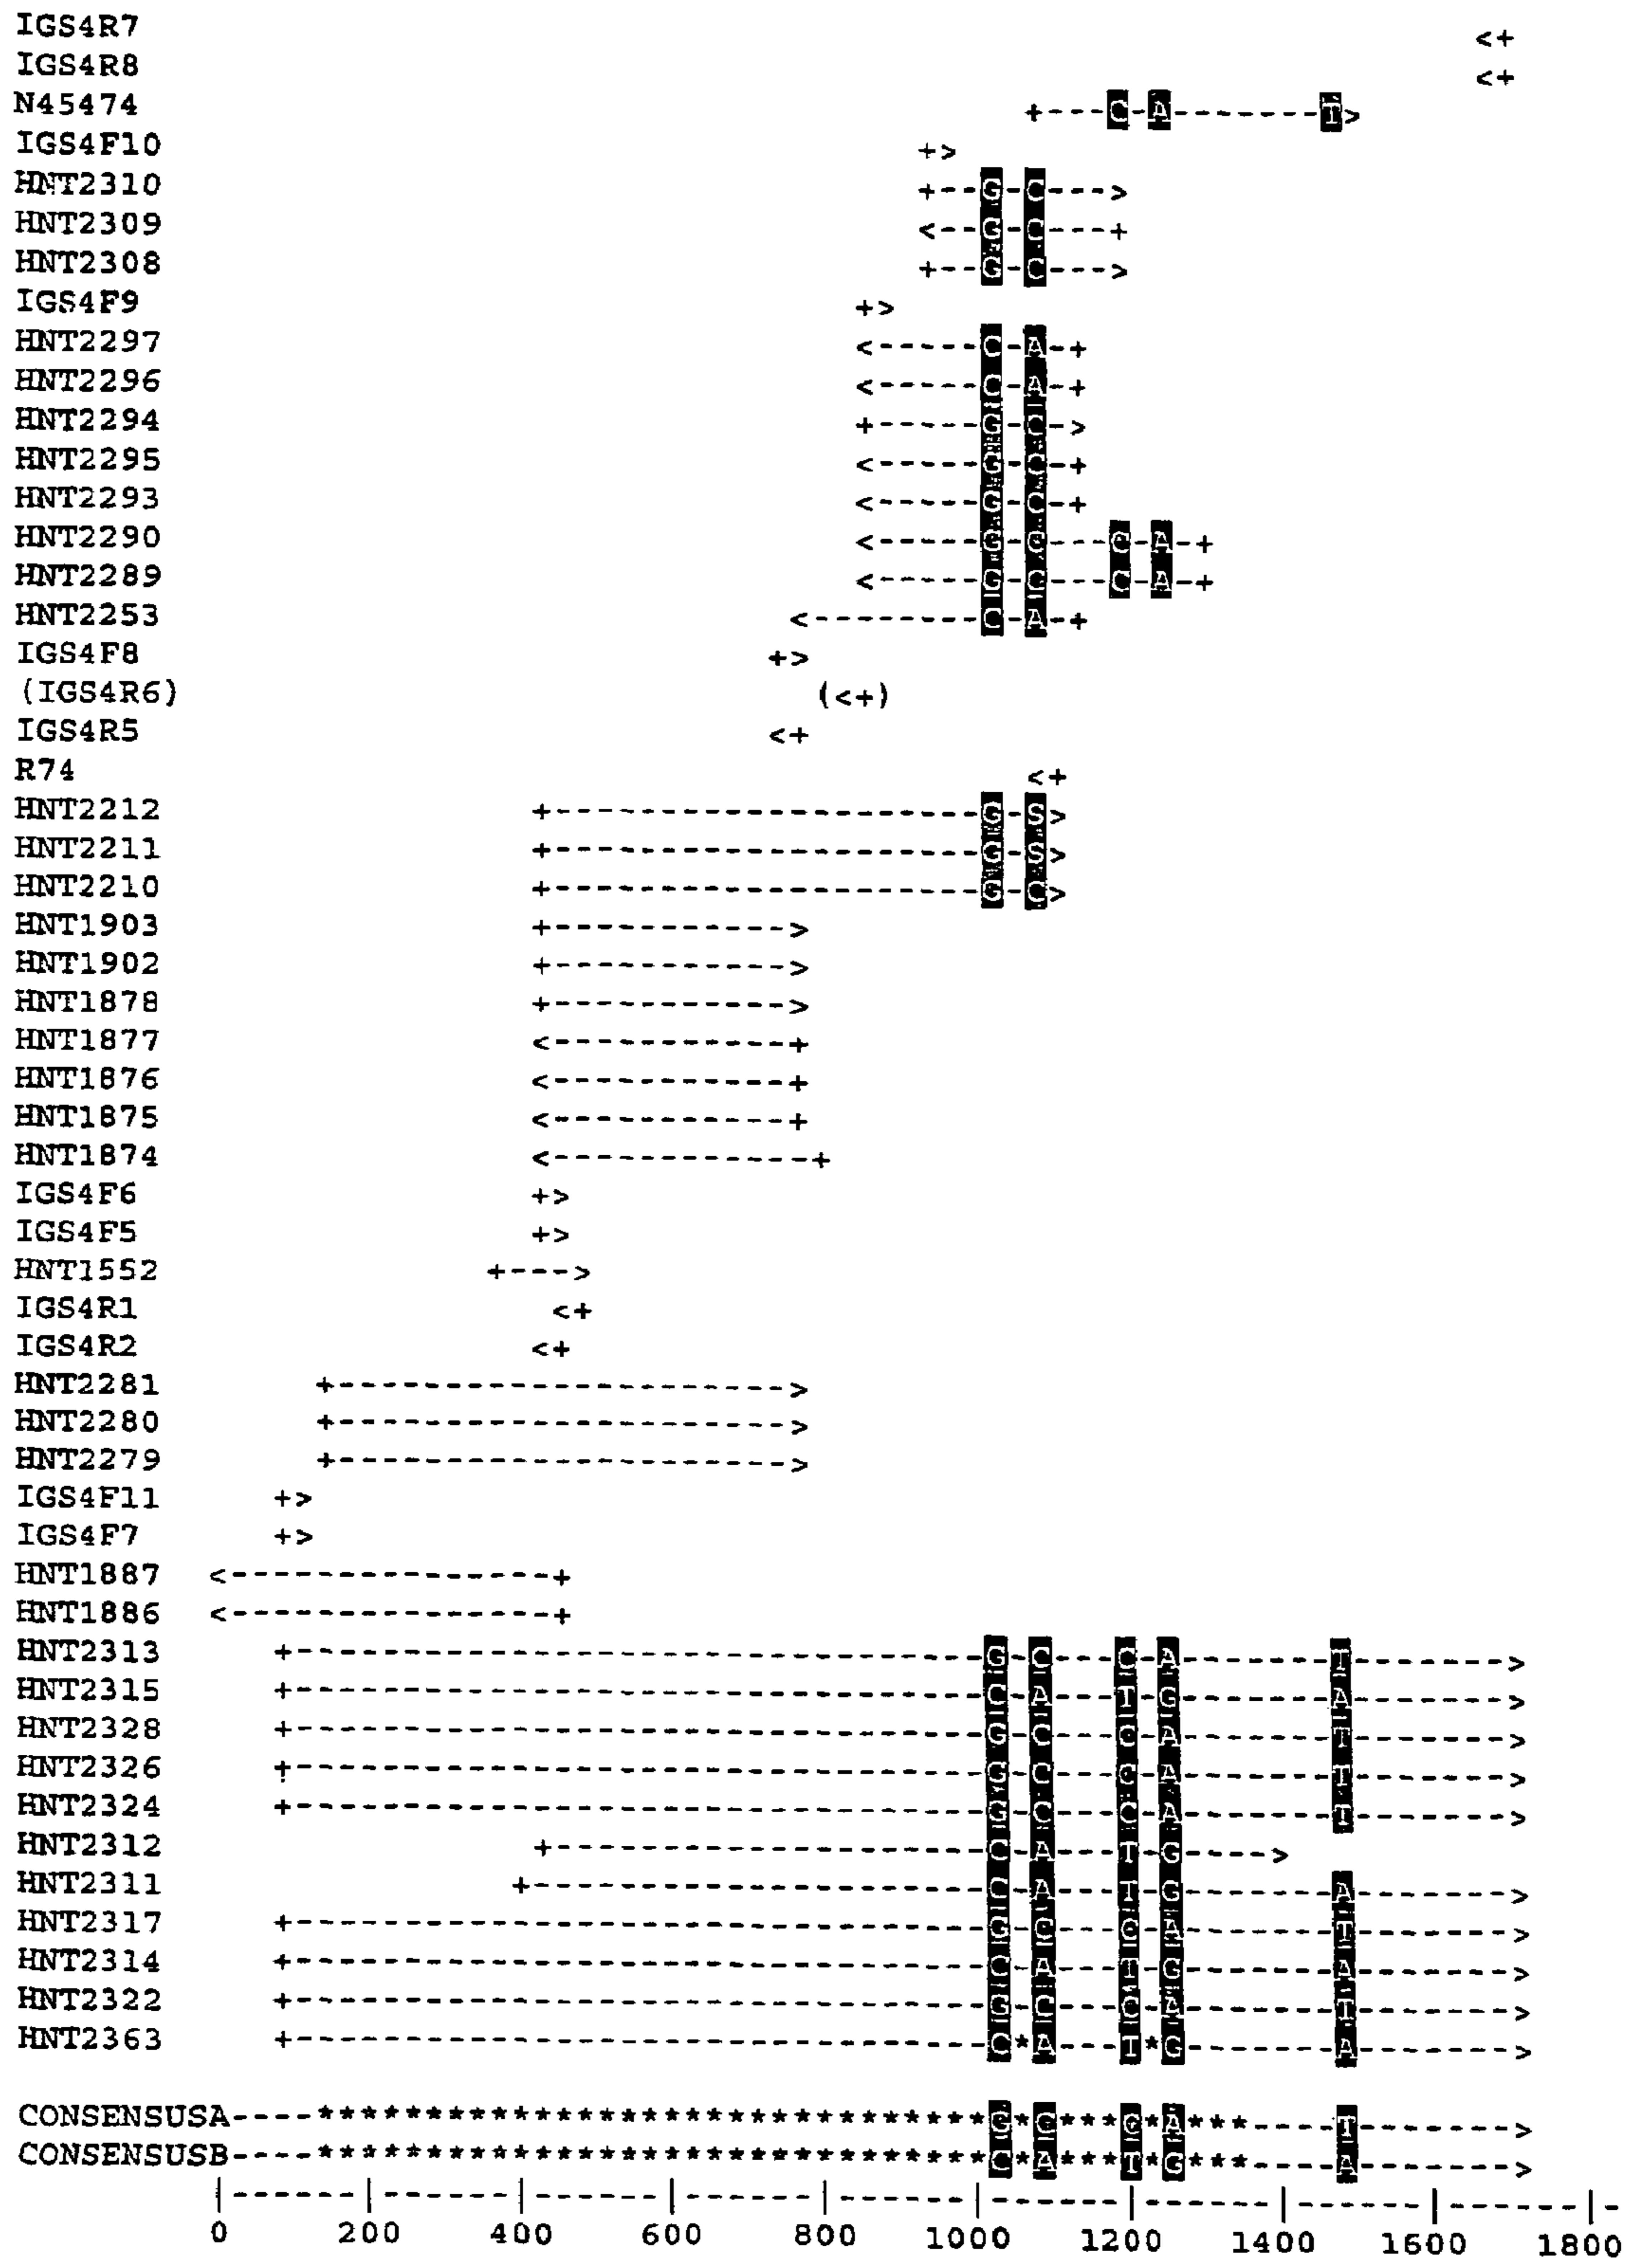 IGS4R7 <+
IGS4R8 <+
N45474 +---C-A-------T>
IGS4F10 +>
HNT2310 +--G-C--->
HNT2309 <--G-C---+
HNT2308 +--G-C--->
IGS4F9 +>
HNT2297 <-----C-A-+
HNT2296 <-----C-A-+
HNT2294 +-----G-C->
HNT2295 <-----G-C-+
HNT2293 <-----G-C-+
HNT2290 <-----G-C---C-A-+
HNT2289 <-----G-C---C-A-+
HNT2253 <---------C-A-+
IGS4F8 +>
(IGS4R6) (<+)
IGS4R5 <+
R74 <+
HNT2212 +----------------------------G-S>
HNT2211 +----------------------------G-S>
HNT2210 +----------------------------G-C>
HNT1903 +--------------->
HNT1902 +--------------->
HNT1878 +--------------->
HNT1877 <---------------+
HNT1876 <---------------+
HNT1875 <---------------+
HNT1874 <----------------+
IGS4F6 +>
IGS4F5 +>
HNT1552 +---->
IGS4R1 <+
IGS4R2 <+
HNT2281 +----------------------------->
HNT2280 +----------------------------->
HNT2279 +----------------------------->
IGS4F11 +>
IGS4F7 +>
HNT1887 <---------------------+
HNT1886 <---------------------+
HNT2313 +--------------------------------------------G-C----C-A---------T---------->
HNT2315 +--------------------------------------------C-A----T-G---------A---------->
HNT2328 +--------------------------------------------G-C----C-A---------T---------->
HNT2326 +--------------------------------------------G-C----C-A---------T---------->
HNT2324 +--------------------------------------------G-C----C-A---------T---------->
HNT2312 +----------------------------C-A----T-G----->
HNT2311 +-----------------------------C-A----T-G---------A---------->
HNT2317 +--------------------------------------------G-C----C-A---------T---------->
HNT2314 +--------------------------------------------C-A----T-G---------A---------->
HNT2322 +--------------------------------------------G-C----C-A---------T---------->
HNT2363 +--------------------------------------------C*A----T*G---------A---------->
CONSENSUSA-----*********************************************G*C****C*A****-----T---------->
CONSENSUSB-----*********************************************C*A****T*G****-----A---------->
|---------|---------|---------|---------|---------|---------|---------|---------|---------|-
0 200 400 600 800 1000 1200 1400 1600 1800